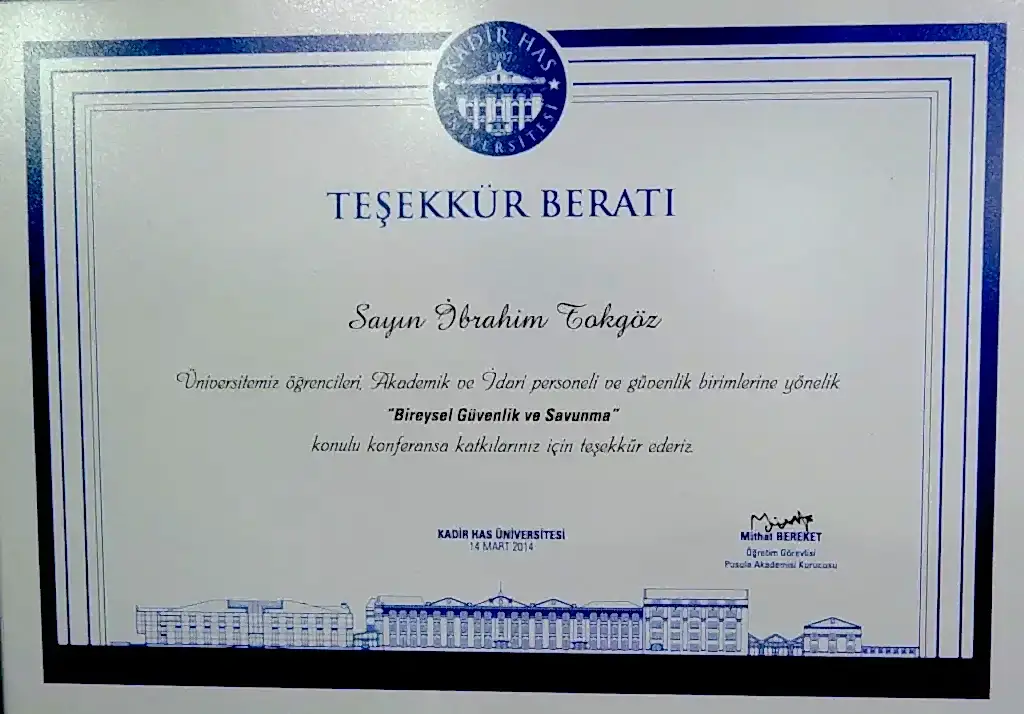 KADİR HAS
1997
ÜNİVERSİTESİ
TEŞEKKÜR BERATI
Sayın İbrahim Tokgöz
Üniversitemiz öğrencileri, Akademik ve İdari personeli ve güvenlik birimlerine yönelik
"Bireysel Güvenlik ve Savunma"
konulu konferansa katkılarınız için teşekkür ederiz.
KADİR HAS ÜNİVERSİTESİ
14 MART 2014
Mithat BEREKET
Öğretim Görevlisi
Pusula Akademisi Kurucusu